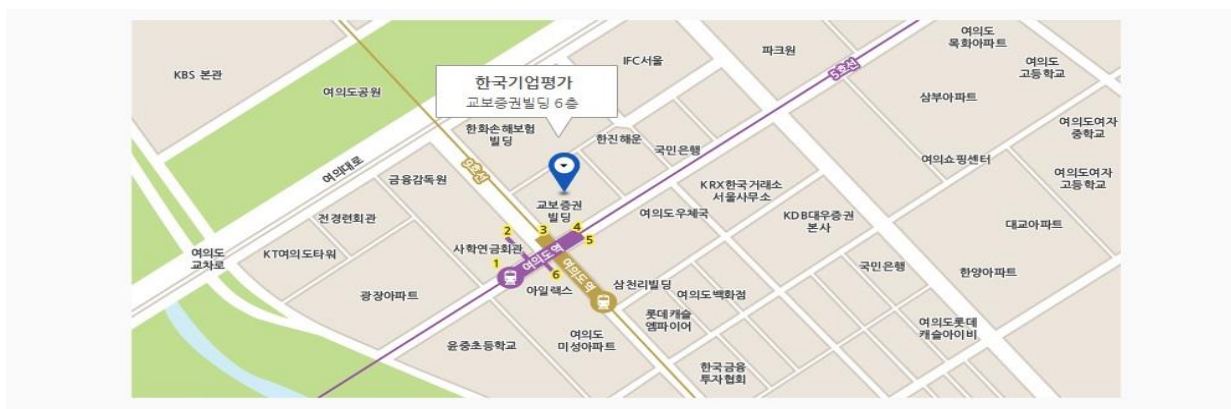 KBS 본관
여의도공원
한국기업평가
교보증권빌딩 6층
IFC서울
파크원
5호선
여의도
목화아파트
여의도
고등학교
삼부아파트
여의도여자
중학교
여의쇼핑센터
여의도여자
고등학교
여의대로
금융감독원
9호선
한화손해보험
빌딩
한진해운
국민은행
교보증권
빌딩
여의도우체국
KRX한국거래소
서울사무소
KDB대우증권
본사
대교아파트
전경련회관
여의도
교차로
KT여의도타워
사학연금회관
1
2
3
4
5
6
여의도역
여의도역
아일랙스
삼천리빌딩
여의도백화점
국민은행
한양아파트
광장아파트
롯데캐슬
엠파이어
여의도롯데
캐슬아이비
윤중초등학교
여의도
미성아파트
한국금융
투자협회